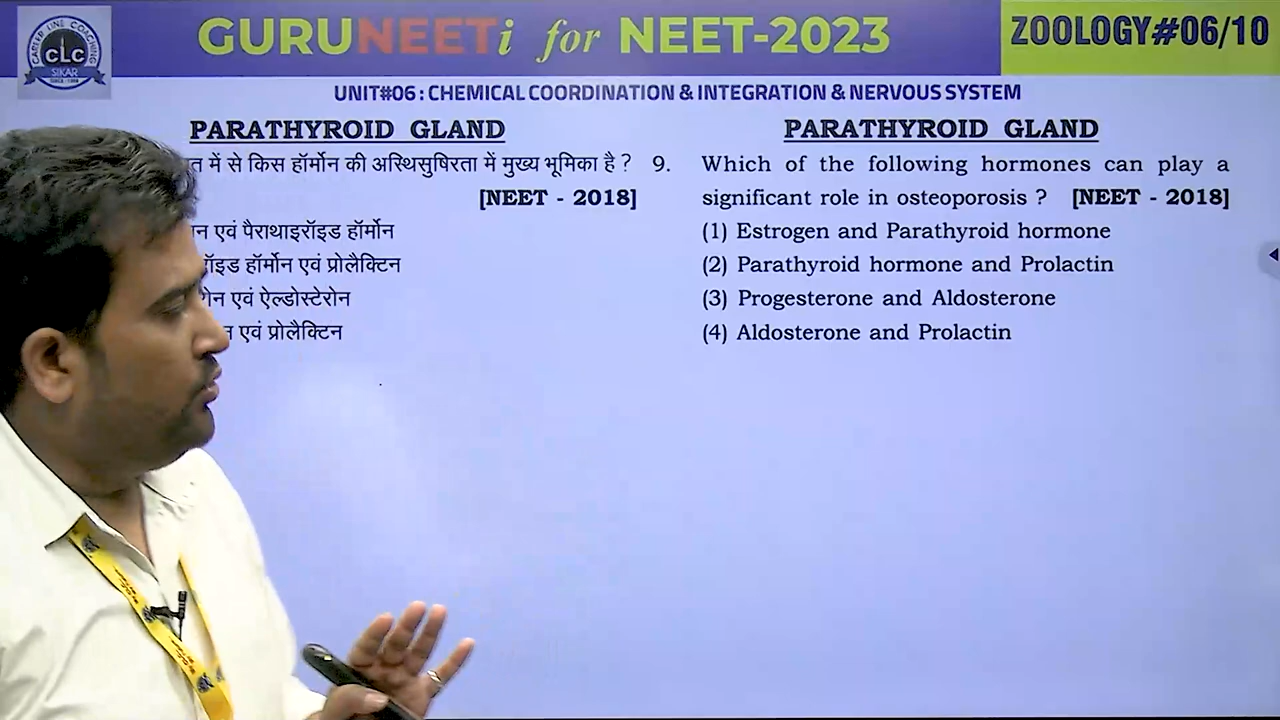 CAREER LINE COACHING
CLC
SIKAR
SINCE-1996
GURUNEETi for NEET-2023
ZOOLOGY#06/10
UNIT#06 : CHEMICAL COORDINATION & INTEGRATION & NERVOUS SYSTEM
PARATHYROID GLAND
में से किस हॉर्मोन की अस्थिसुषिरता में मुख्य भूमिका है ?
[NEET - 2018]
एवं पैराथाइरॉइड हॉर्मोन
हॉर्मोन एवं प्रोलैक्टिन
एवं ऐल्डोस्टेरोन
एवं प्रोलैक्टिन
PARATHYROID GLAND
9. Which of the following hormones can play a
significant role in osteoporosis ? [NEET - 2018]
(1) Estrogen and Parathyroid hormone
(2) Parathyroid hormone and Prolactin
(3) Progesterone and Aldosterone
(4) Aldosterone and Prolactin